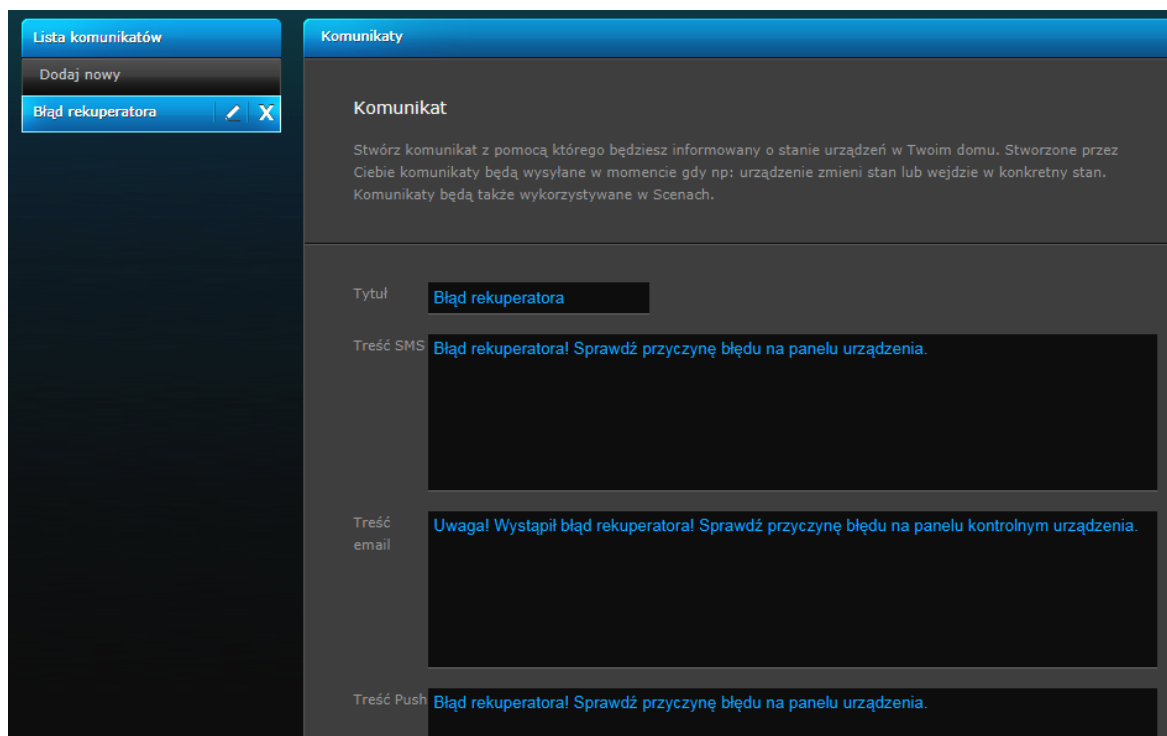 Lista komunikatów
Dodaj nowy
Błąd rekuperatora X
Komunikaty
Komunikat
Stwórz komunikat z pomocą którego będziesz informowany o stanie urządzeń w Twoim domu. Stworzone przez
Ciebie komunikaty będą wysyłane w momencie gdy np: urządzenie zmieni stan lub wejdzie w konkretny stan.
Komunikaty będą także wykorzystywane w Scenach.
Tytuł
Błąd rekuperatora
Treść SMS
Błąd rekuperatora! Sprawdź przyczynę błędu na panelu urządzenia.
Treść
email
Uwaga! Wystąpił błąd rekuperatora! Sprawdź przyczynę błędu na panelu kontrolnym urządzenia.
Treść Push
Błąd rekuperatora! Sprawdź przyczynę błędu na panelu urządzenia.